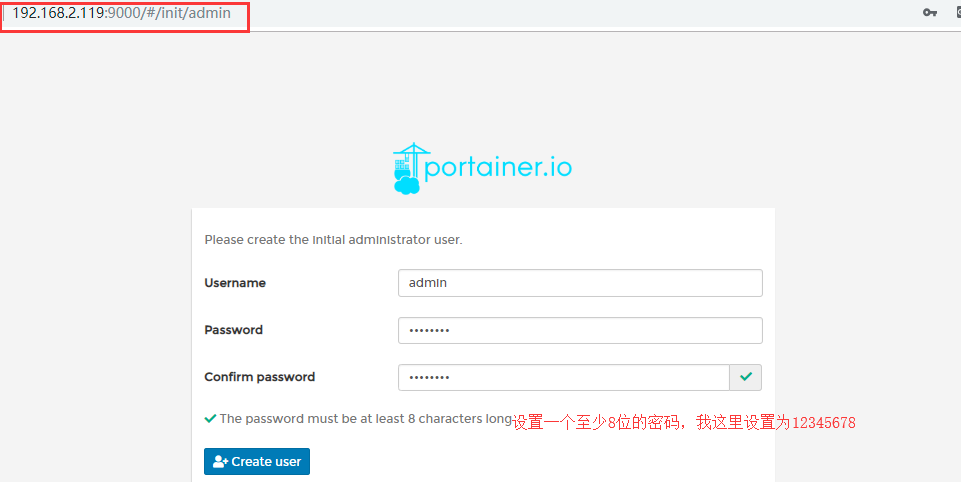 192.168.2.119:9000/#/init/admin
portainer.io
Please create the initial administrator user.
Username admin
Password ••••••••
Confirm password ••••••••
The password must be at least 8 characters long 设置一个至少8位的密码，我这里设置为12345678
Create user